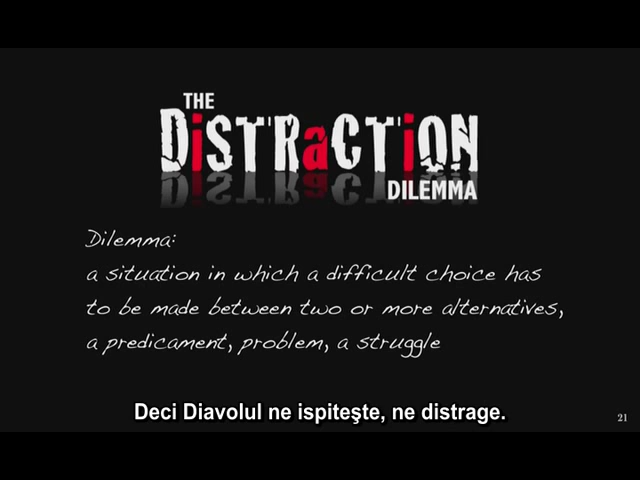 THE
DiSTRaCTiON
DILEMMA
Dilemma:
a situation in which a difficult choice has
to be made between two or more alternatives,
a predicament, problem, a struggle
Deci Diavolul ne ispiteşte, ne distrage.
21